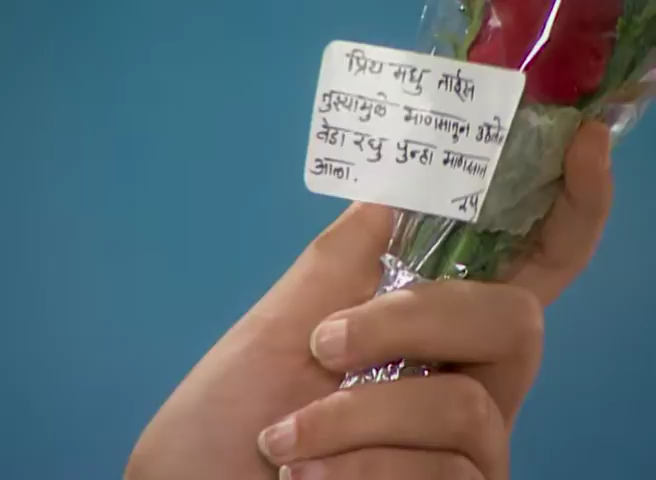 प्रिय मधु ताईस
तुझ्यामुळे माणसातून उठलेला
वेडा रघु पुन्हा माणसात
आला.
रघु